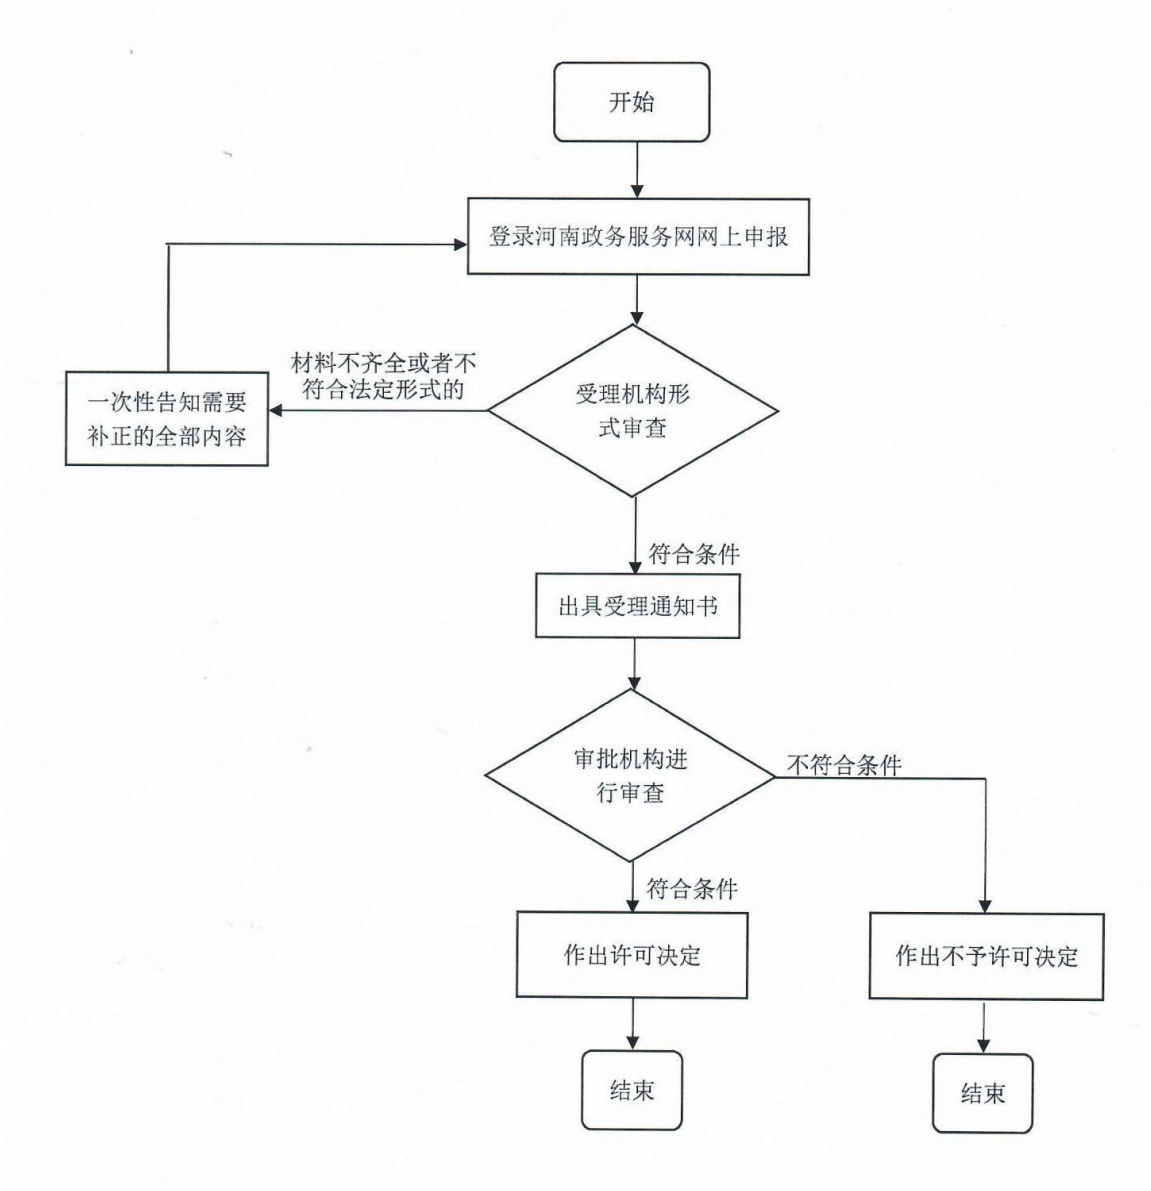 开始
登录河南政务服务网网上申报
材料不齐全或者不
符合法定形式的
一次性告知需要
补正的全部内容
受理机构形
式审查
符合条件
出具受理通知书
审批机构进
行审查
不符合条件
符合条件
作出许可决定
作出不予许可决定
结束
结束